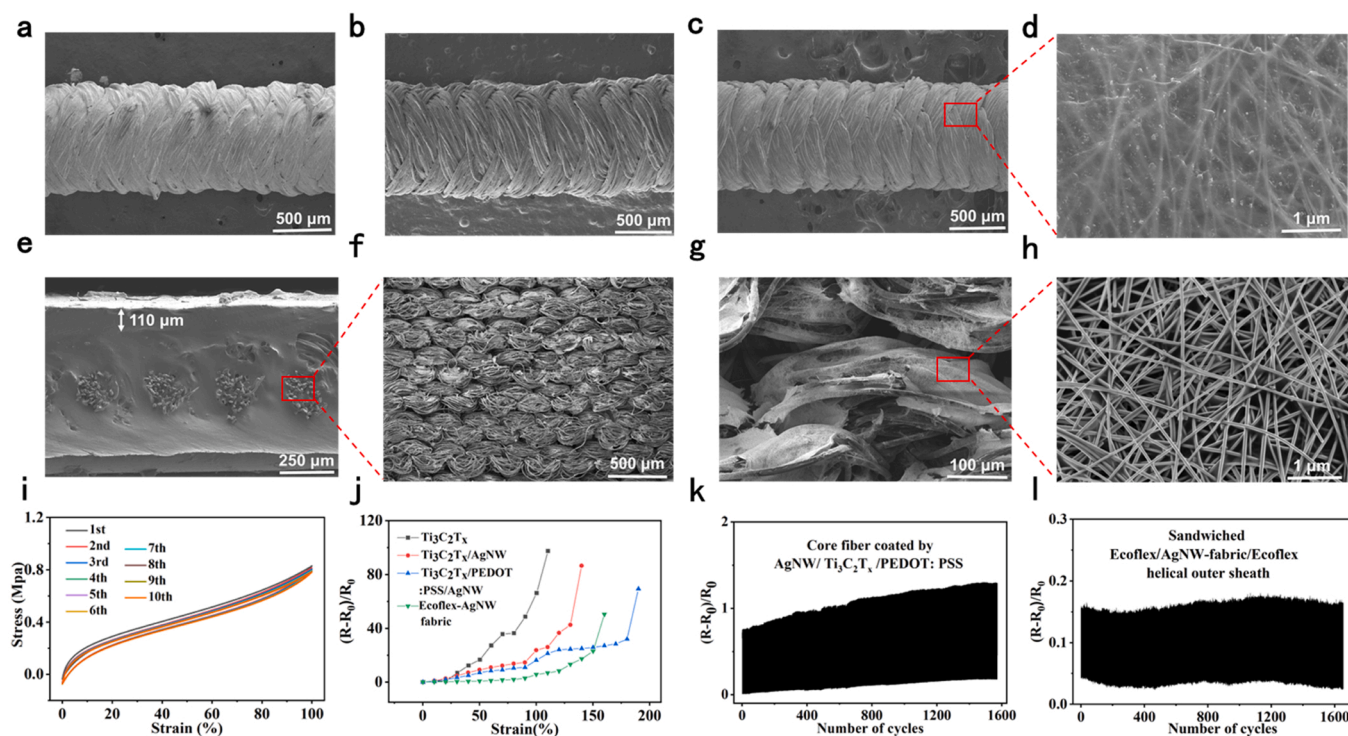 a
b
c
d
500 μm
500 μm
500 μm
1 μm
e
f
g
h
110 μm
250 μm
500 μm
100 μm
1 μm
i
j
k
l
1.2
0.8
0.4
0.0
Stress (Mpa)
1st
2nd
3rd
4th
5th
6th
7th
8th
9th
10th
0 20 40 60 80 100
Strain (%)
120
80
40
0
(R-R₀)/R₀
Ti₃C₂Tₓ
Ti₃C₂Tₓ/AgNW
Ti₃C₂Tₓ/PEDOT
:PSS/AgNW
Ecoflex-AgNW
fabric
0 50 100 150 200
Strain(%)
2
1
0
(R-R₀)/R₀
Core fiber coated by
AgNW/ Ti₃C₂Tₓ /PEDOT: PSS
0 400 800 1200 1600
Number of cycles
0.3
0.2
0.1
0.0
(R-R₀)/R₀
Sandwiched
Ecoflex/AgNW-fabric/Ecoflex
helical outer sheath
0 400 800 1200 1600
Number of cycles